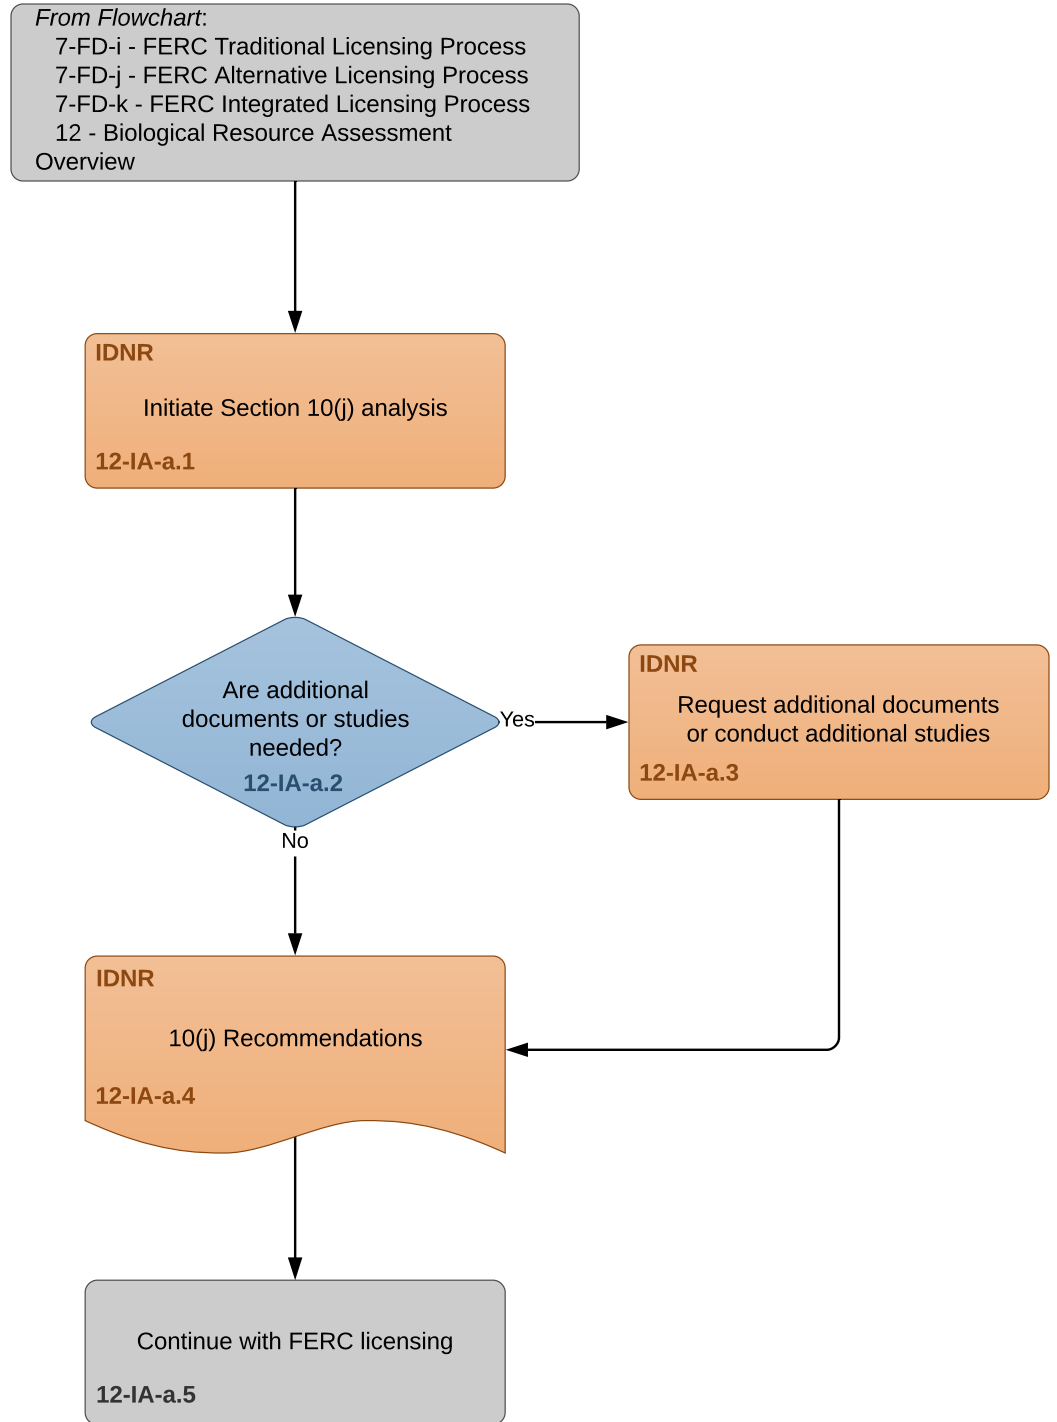 From Flowchart:
7-FD-i - FERC Traditional Licensing Process
7-FD-j - FERC Alternative Licensing Process
7-FD-k - FERC Integrated Licensing Process
12 - Biological Resource Assessment
Overview
IDNR
Initiate Section 10(j) analysis
12-IA-a.1
Are additional
documents or studies
needed?
12-IA-a.2
Yes
IDNR
Request additional documents
or conduct additional studies
12-IA-a.3
No
IDNR
10(j) Recommendations
12-IA-a.4
Continue with FERC licensing
12-IA-a.5